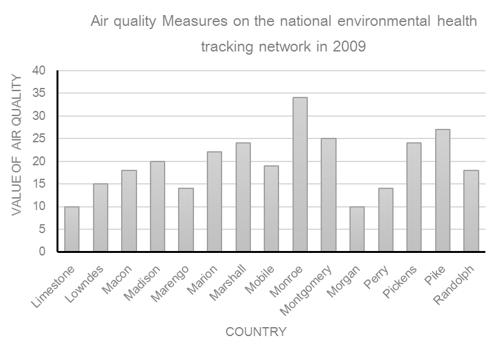 Air quality Measures on the national environmental health
tracking network in 2009
VALUE OF AIR QUALITY
40
35
30
25
20
15
10
5
0
Limestone
Lowndes
Macon
Madison
Marengo
Marion
Marshall
Mobile
Monroe
Montgomery
Morgan
Perry
Pickens
Pike
Randolph
COUNTRY